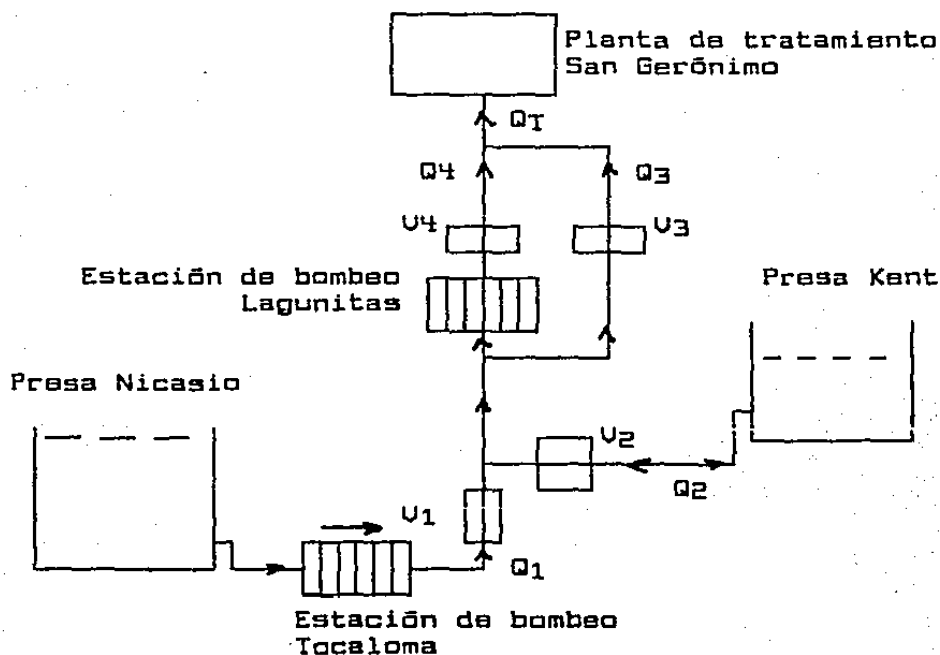 Planta de tratamiento
San Gerónimo
QT
Q4
Q3
V4
V3
Estación de bombeo
Lagunitas
Presa Kent
Presa Nicasio
V2
Q2
V1
Q1
Estación de bombeo
Tocaloma